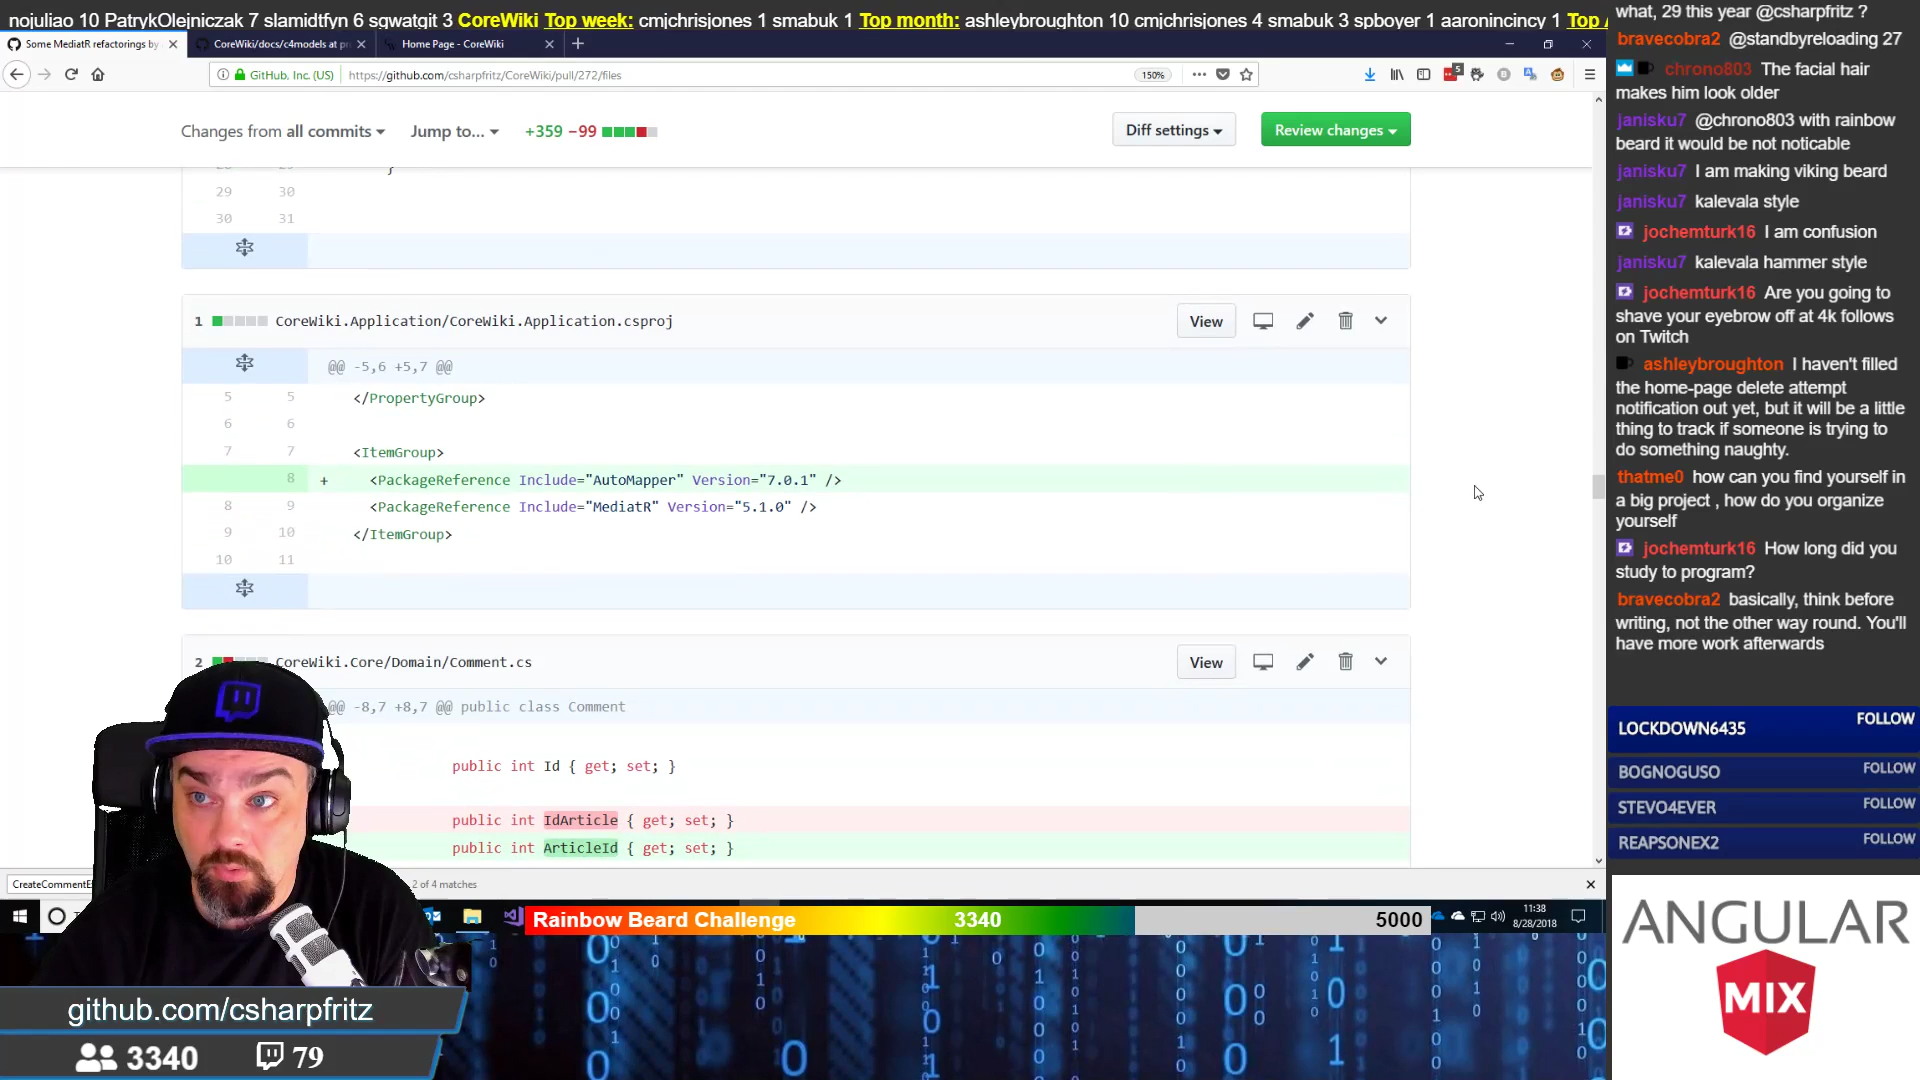 nojuliao 10 PatrykOlejniczak 7 slamidtfyn 6 sgwatgit 3 CoreWiki Top week: cmjchrisjones 1 smabuk 1 Top month: ashleybroughton 10 cmjchrisjones 4 smabuk 3 spboyer 1 aaronincincy 1 Top
Some MediatR refactorings by
CoreWiki/docs/c4models at pr
Home Page - CoreWiki
GitHub, Inc. (US)
https://github.com/csharpfritz/CoreWiki/pull/272/files
150%
5
Changes from all commits
Jump to...
+359 −99
Diff settings
Review changes
28 29 }
29 30
30 31
1 CoreWiki.Application/CoreWiki.Application.csproj
View
@@ -5,6 +5,7 @@
5 5 </PropertyGroup>
6 6
7 7 <ItemGroup>
8 + <PackageReference Include="AutoMapper" Version="7.0.1" />
8 9 <PackageReference Include="MediatR" Version="5.1.0" />
9 10 </ItemGroup>
10 11
2 CoreWiki.Core/Domain/Comment.cs
View
@@ -8,7 +8,7 @@ public class Comment
public int Id { get; set; }
public int IdArticle { get; set; }
public int ArticleId { get; set; }
2 of 4 matches
11:38
8/28/2018
Rainbow Beard Challenge
3340
5000
github.com/csharpfritz
3340
79
what, 29 this year @csharpfritz ?
bravecobra2 @standbyreloading 27
chrono803 The facial hair
makes him look older
janisku7 @chrono803 with rainbow
beard it would be not noticable
janisku7 I am making viking beard
janisku7 kalevala style
jochemturk16 I am confusion
janisku7 kalevala hammer style
jochemturk16 Are you going to
shave your eyebrow off at 4k follows
on Twitch
ashleybroughton I haven't filled
the home-page delete attempt
notification out yet, but it will be a little
thing to track if someone is trying to
do something naughty.
thatme0 how can you find yourself in
a big project , how do you organize
yourself
jochemturk16 How long did you
study to program?
bravecobra2 basically, think before
writing, not the other way round. You'll
have more work afterwards
LOCKDOWN6435 FOLLOW
BOGNOGUSO FOLLOW
STEVO4EVER FOLLOW
REAPSONEX2 FOLLOW
ANGULAR
MIX